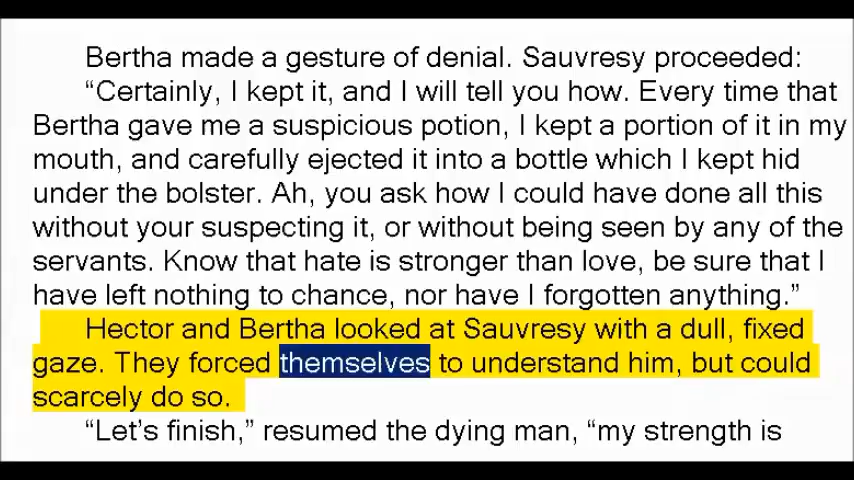 Bertha made a gesture of denial. Sauvresy proceeded:
“Certainly, I kept it, and I will tell you how. Every time that
Bertha gave me a suspicious potion, I kept a portion of it in my
mouth, and carefully ejected it into a bottle which I kept hid
under the bolster. Ah, you ask how I could have done all this
without your suspecting it, or without being seen by any of the
servants. Know that hate is stronger than love, be sure that I
have left nothing to chance, nor have I forgotten anything.”
Hector and Bertha looked at Sauvresy with a dull, fixed
gaze. They forced themselves to understand him, but could
scarcely do so.
“Let’s finish,” resumed the dying man, “my strength is